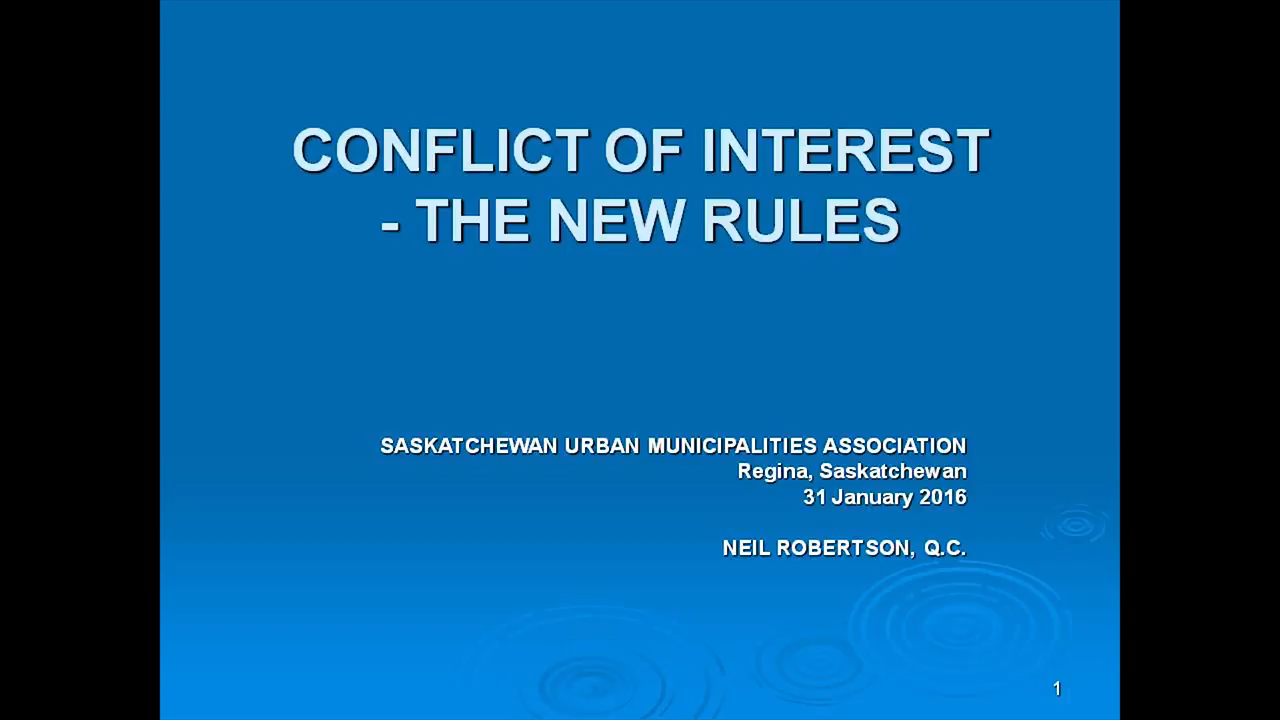 CONFLICT OF INTEREST
- THE NEW RULES
SASKATCHEWAN URBAN MUNICIPALITIES ASSOCIATION
Regina, Saskatchewan
31 January 2016
NEIL ROBERTSON, Q.C.
1